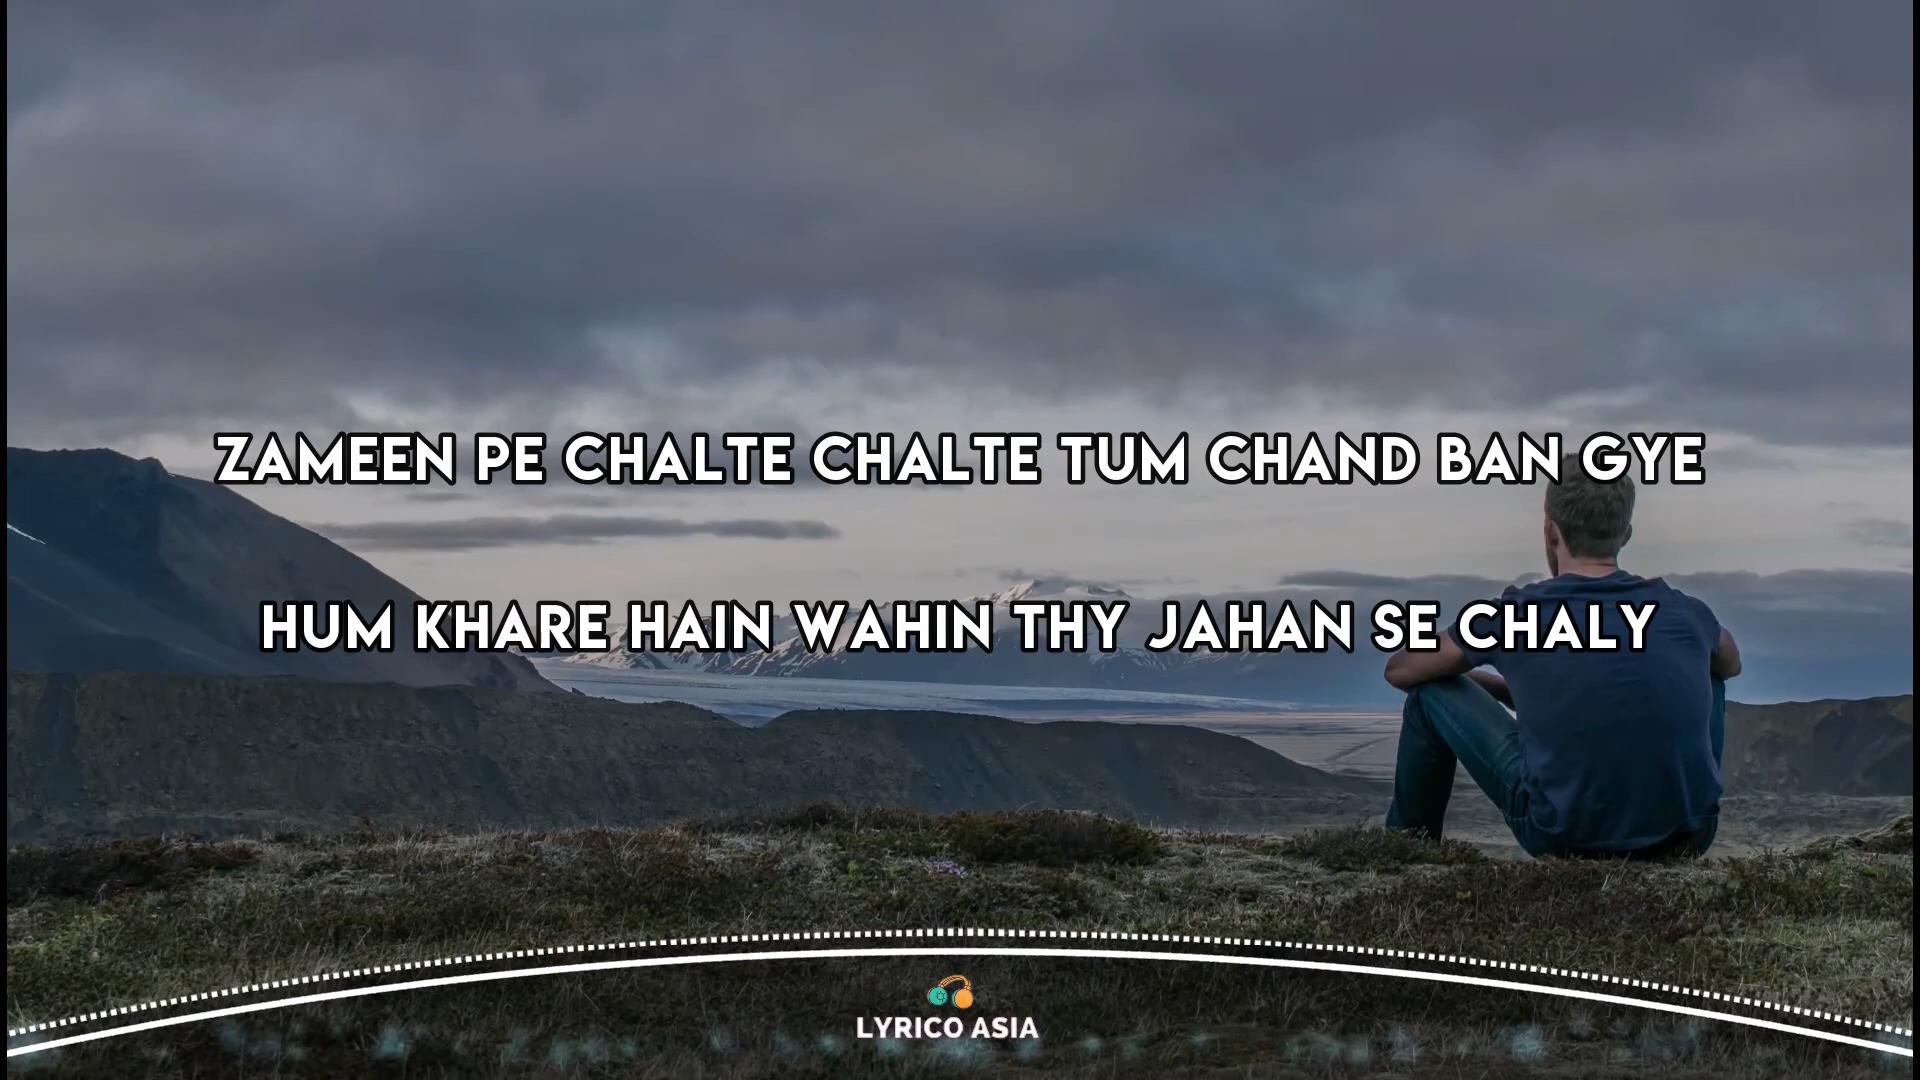 ZAMEEN PE CHALTE CHALTE TUM CHAND BAN GYE
HUM KHARE HAIN WAHIN THY JAHAN SE CHALY
LYRICO ASIA